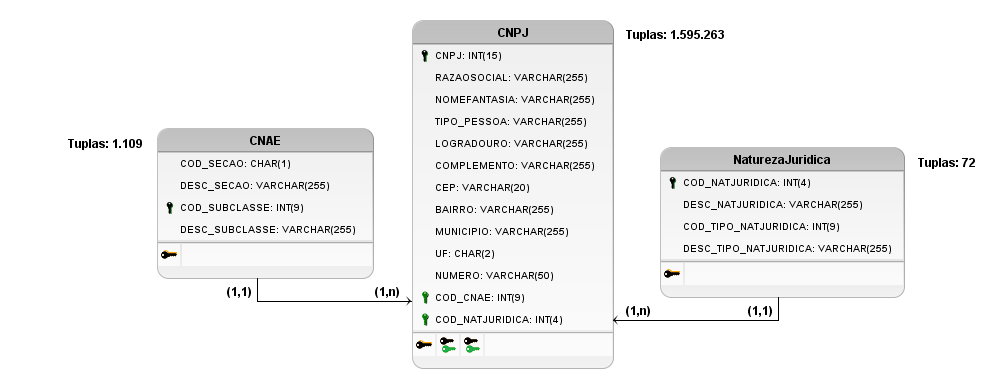 CNPJ
Tuplas: 1.595.263
CNPJ: INT(15)
RAZAOSOCIAL: VARCHAR(255)
NOMEFANTASIA: VARCHAR(255)
TIPO_PESSOA: VARCHAR(255)
LOGRADOURO: VARCHAR(255)
COMPLEMENTO: VARCHAR(255)
CEP: VARCHAR(20)
BAIRRO: VARCHAR(255)
MUNICIPIO: VARCHAR(255)
UF: CHAR(2)
NUMERO: VARCHAR(50)
COD_CNAE: INT(9)
COD_NATJURIDICA: INT(4)
Tuplas: 1.109
CNAE
COD_SECAO: CHAR(1)
DESC_SECAO: VARCHAR(255)
COD_SUBCLASSE: INT(9)
DESC_SUBCLASSE: VARCHAR(255)
(1,1)
(1,n)
NaturezaJuridica
Tuplas: 72
COD_NATJURIDICA: INT(4)
DESC_NATJURIDICA: VARCHAR(255)
COD_TIPO_NATJURIDICA: INT(9)
DESC_TIPO_NATJURIDICA: VARCHAR(255)
(1,n)
(1,1)